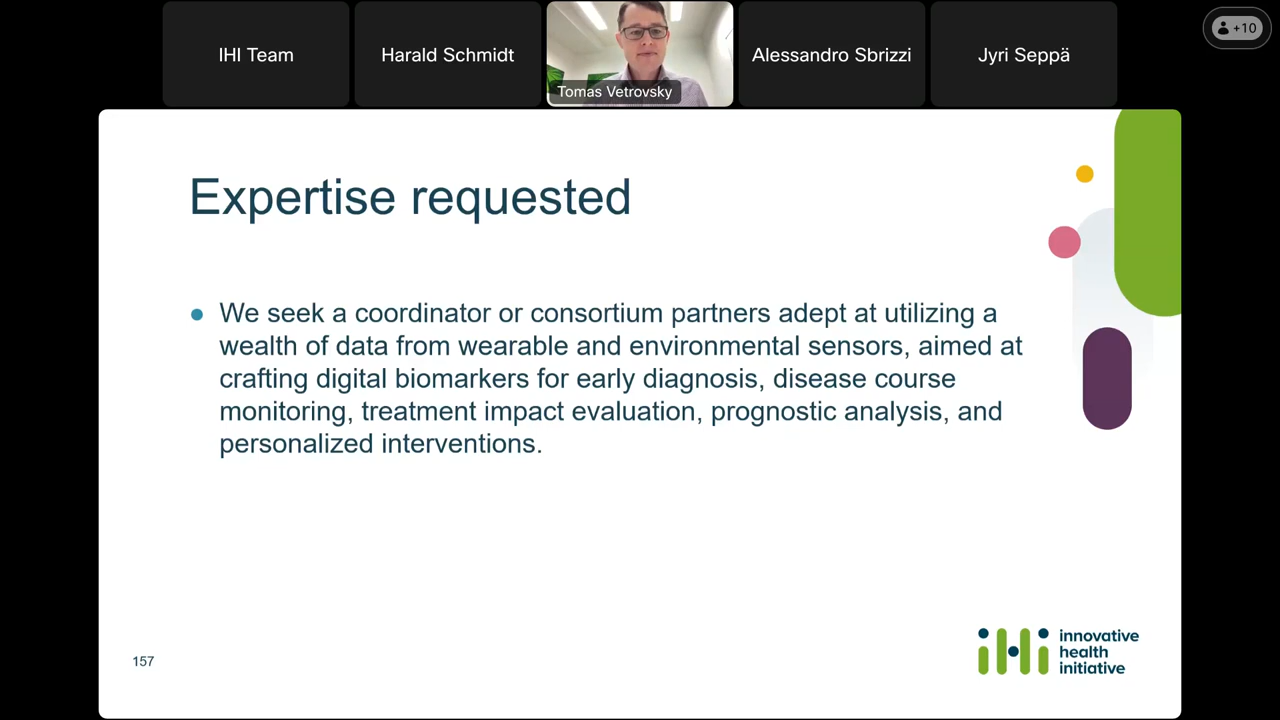 IHI Team
Harald Schmidt
Tomas Vetrovsky
Alessandro Sbrizzi
Jyri Seppä
+10
Expertise requested
We seek a coordinator or consortium partners adept at utilizing a
wealth of data from wearable and environmental sensors, aimed at
crafting digital biomarkers for early diagnosis, disease course
monitoring, treatment impact evaluation, prognostic analysis, and
personalized interventions.
157
ihi
innovative
health
initiative